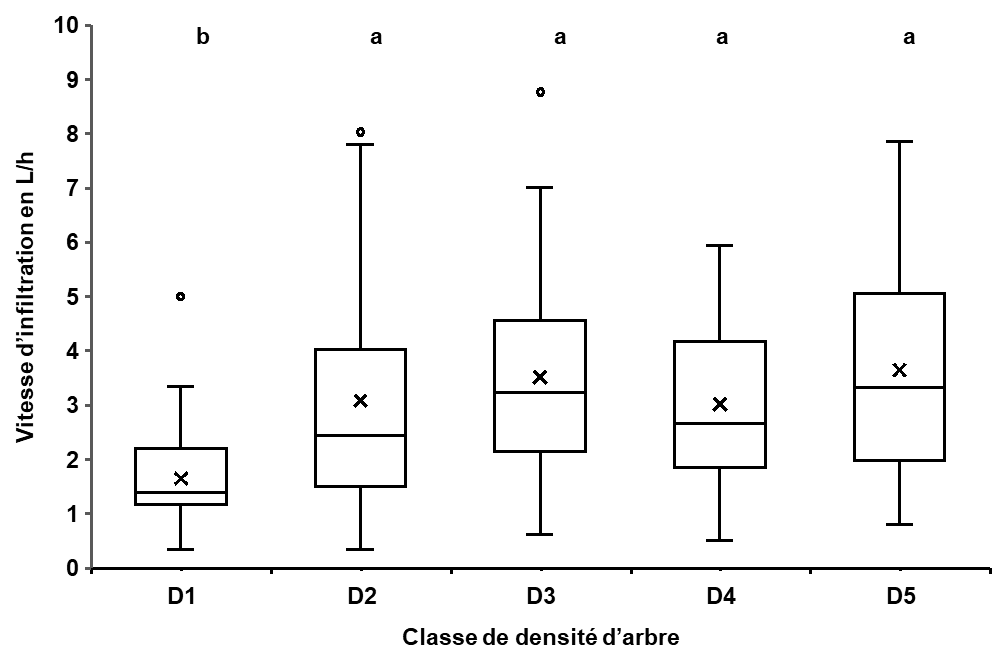 b a a a a
10
9
8
7
6
5
4
3
2
1
0
Vitesse d'infiltration en L/h
D1 D2 D3 D4 D5
Classe de densité d'arbre